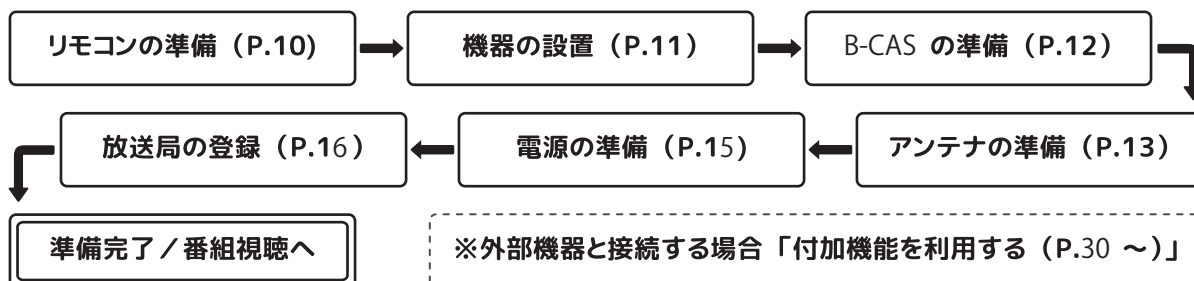 リモコンの準備（P.10）
機器の設置（P.11）
B-CAS の準備（P.12）
アンテナの準備（P.13）
電源の準備（P.15）
放送局の登録（P.16）
準備完了／番組視聴へ
※外部機器と接続する場合「付加機能を利用する（P.30 ～）」